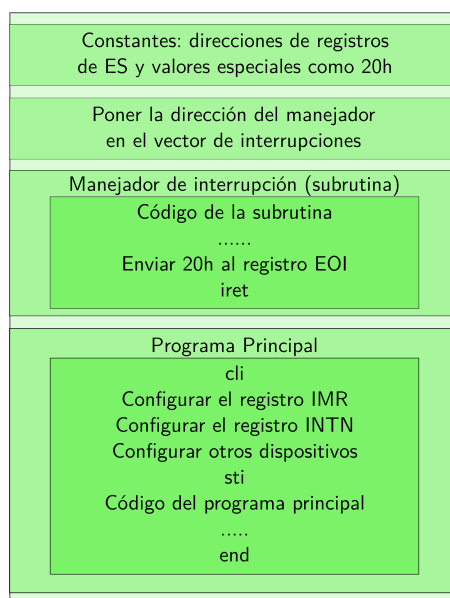 Constantes: direcciones de registros
de ES y valores especiales como 20h
Poner la dirección del manejador
en el vector de interrupciones
Manejador de interrupción (subrutina)
Código de la subrutina
......
Enviar 20h al registro EOI
iret
Programa Principal
cli
Configurar el registro IMR
Configurar el registro INTN
Configurar otros dispositivos
sti
Código del programa principal
.....
end